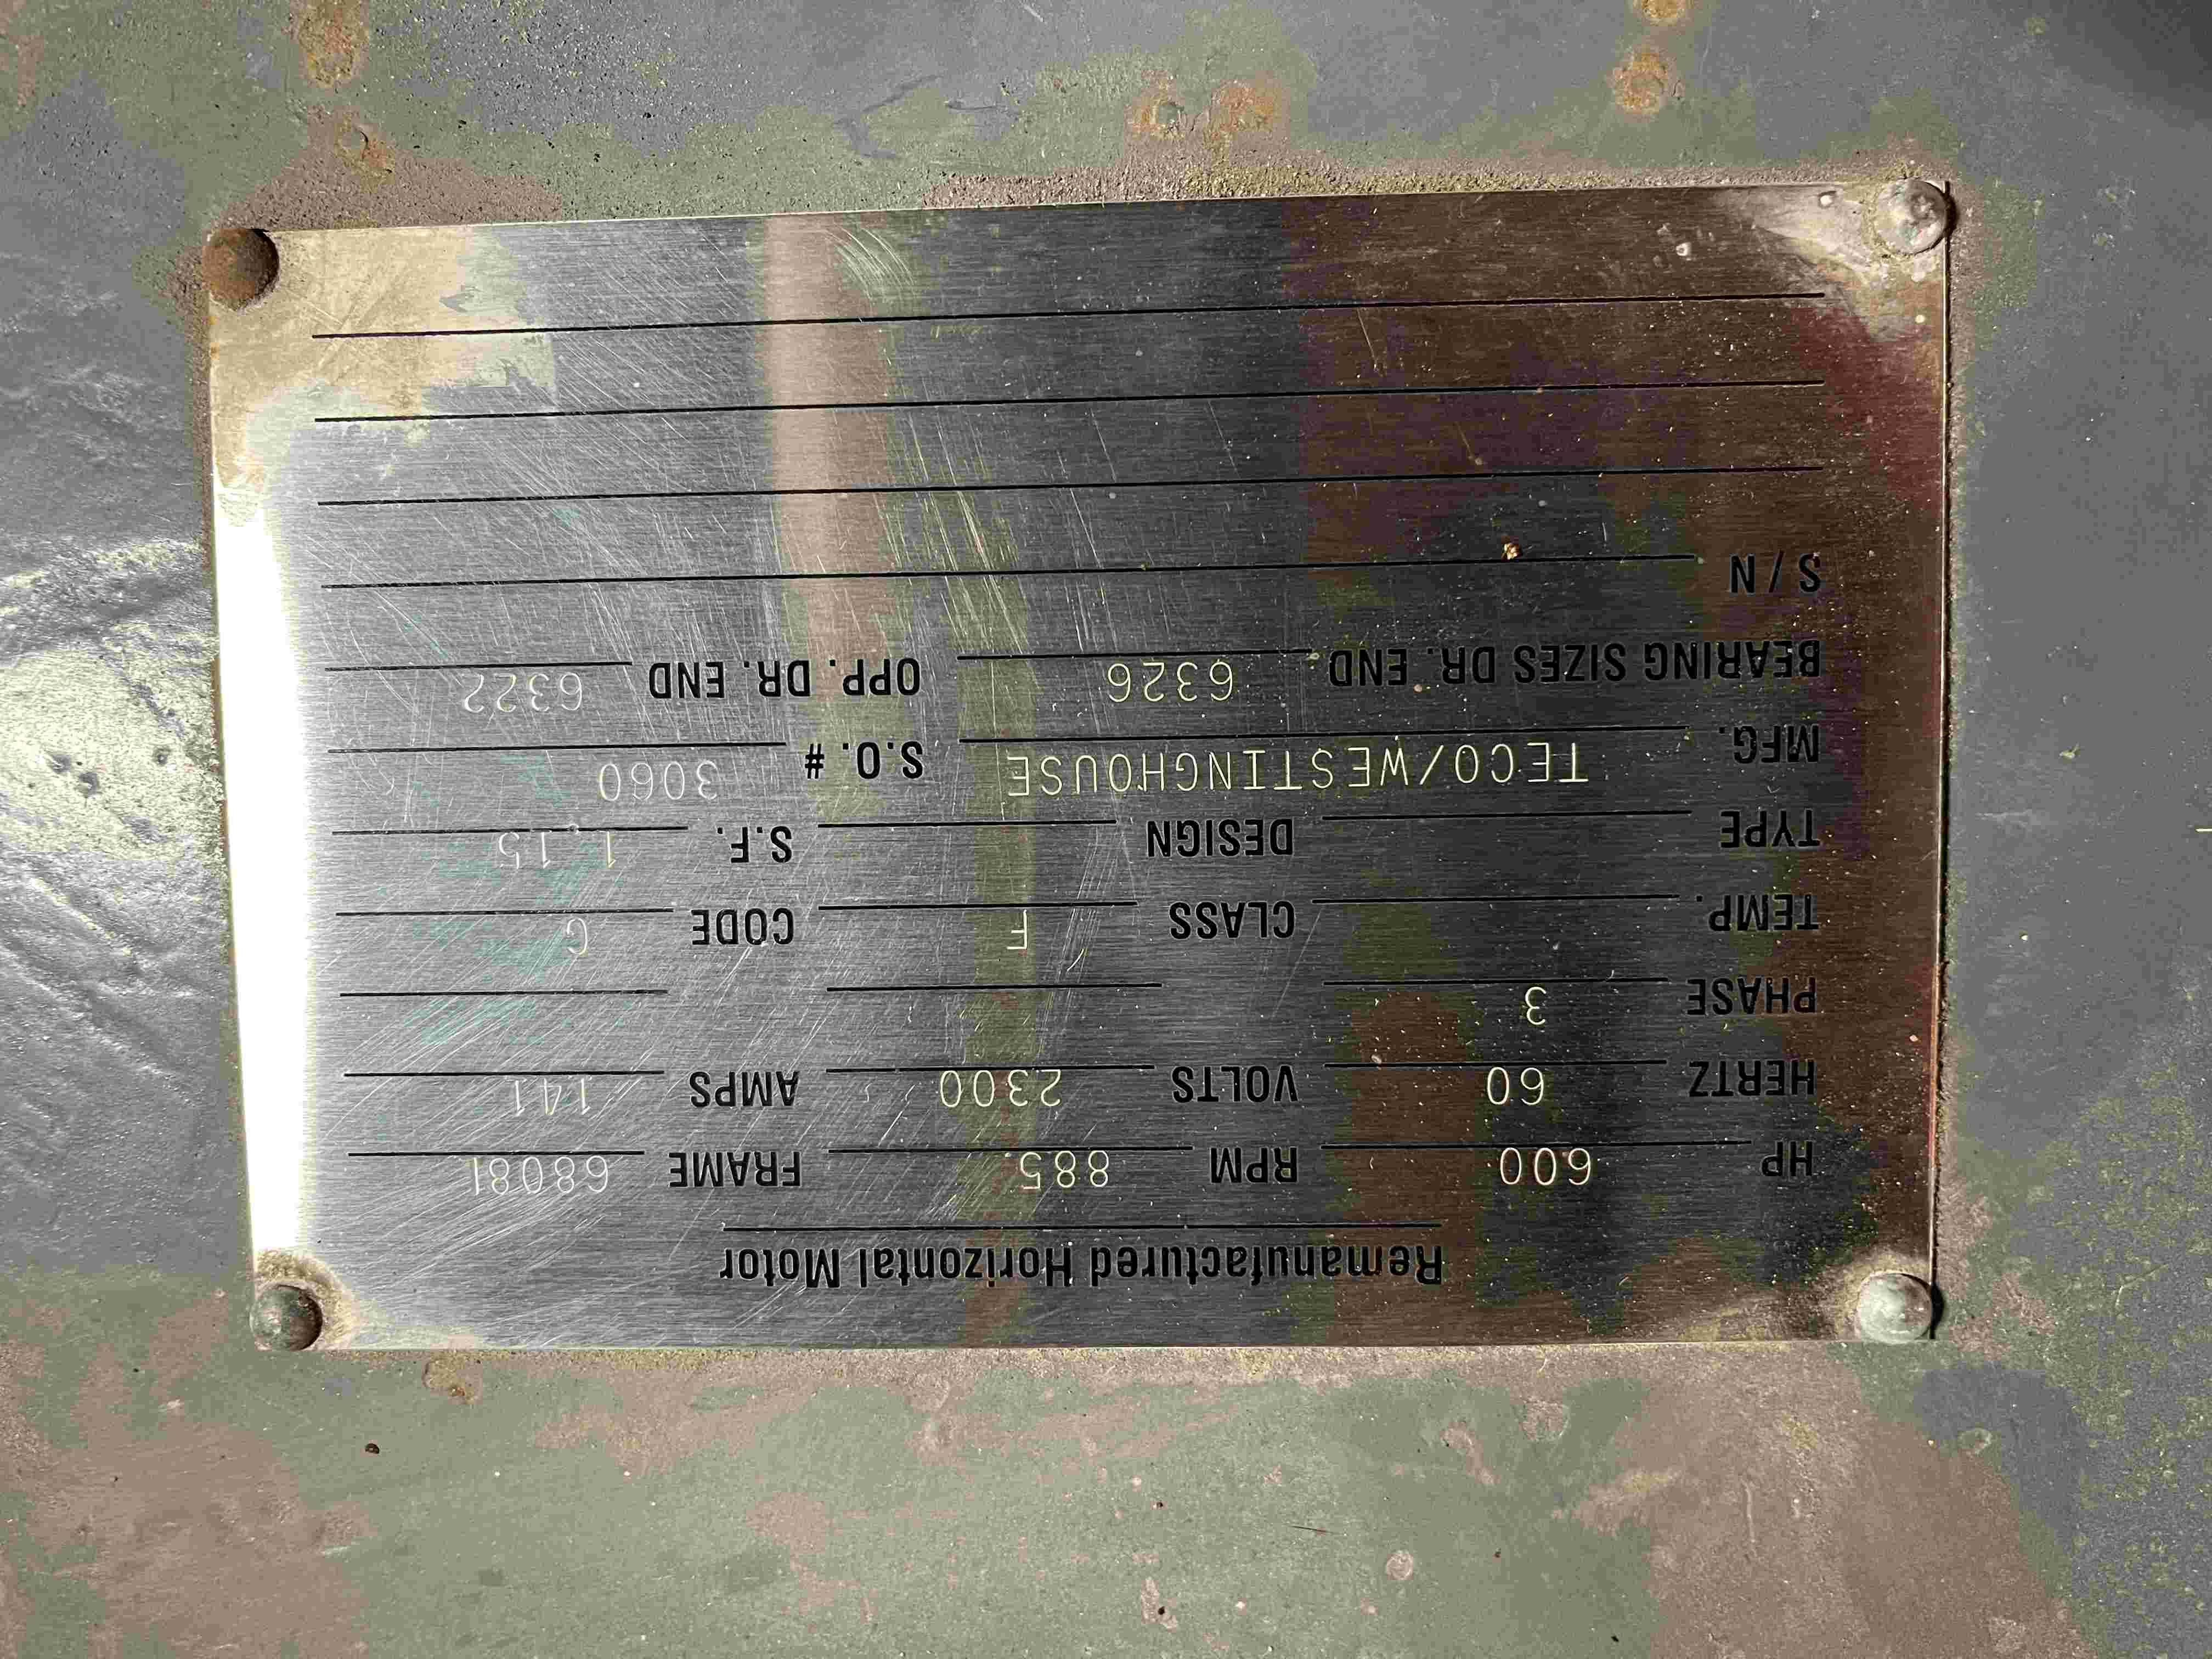 Remanufactured Horizontal Motor
HP 600 RPM 885 FRAME 6808I
HERTZ 60 VOLTS 2300 AMPS 141
PHASE 3
TEMP. CLASS F CODE G
TYPE DESIGN S.F. 1.15
MFG. TECO/WESTINGHOUSE S.O. # 3060
BEARING SIZES DR. END. 6326 OPP. DR. END 6322
S/N